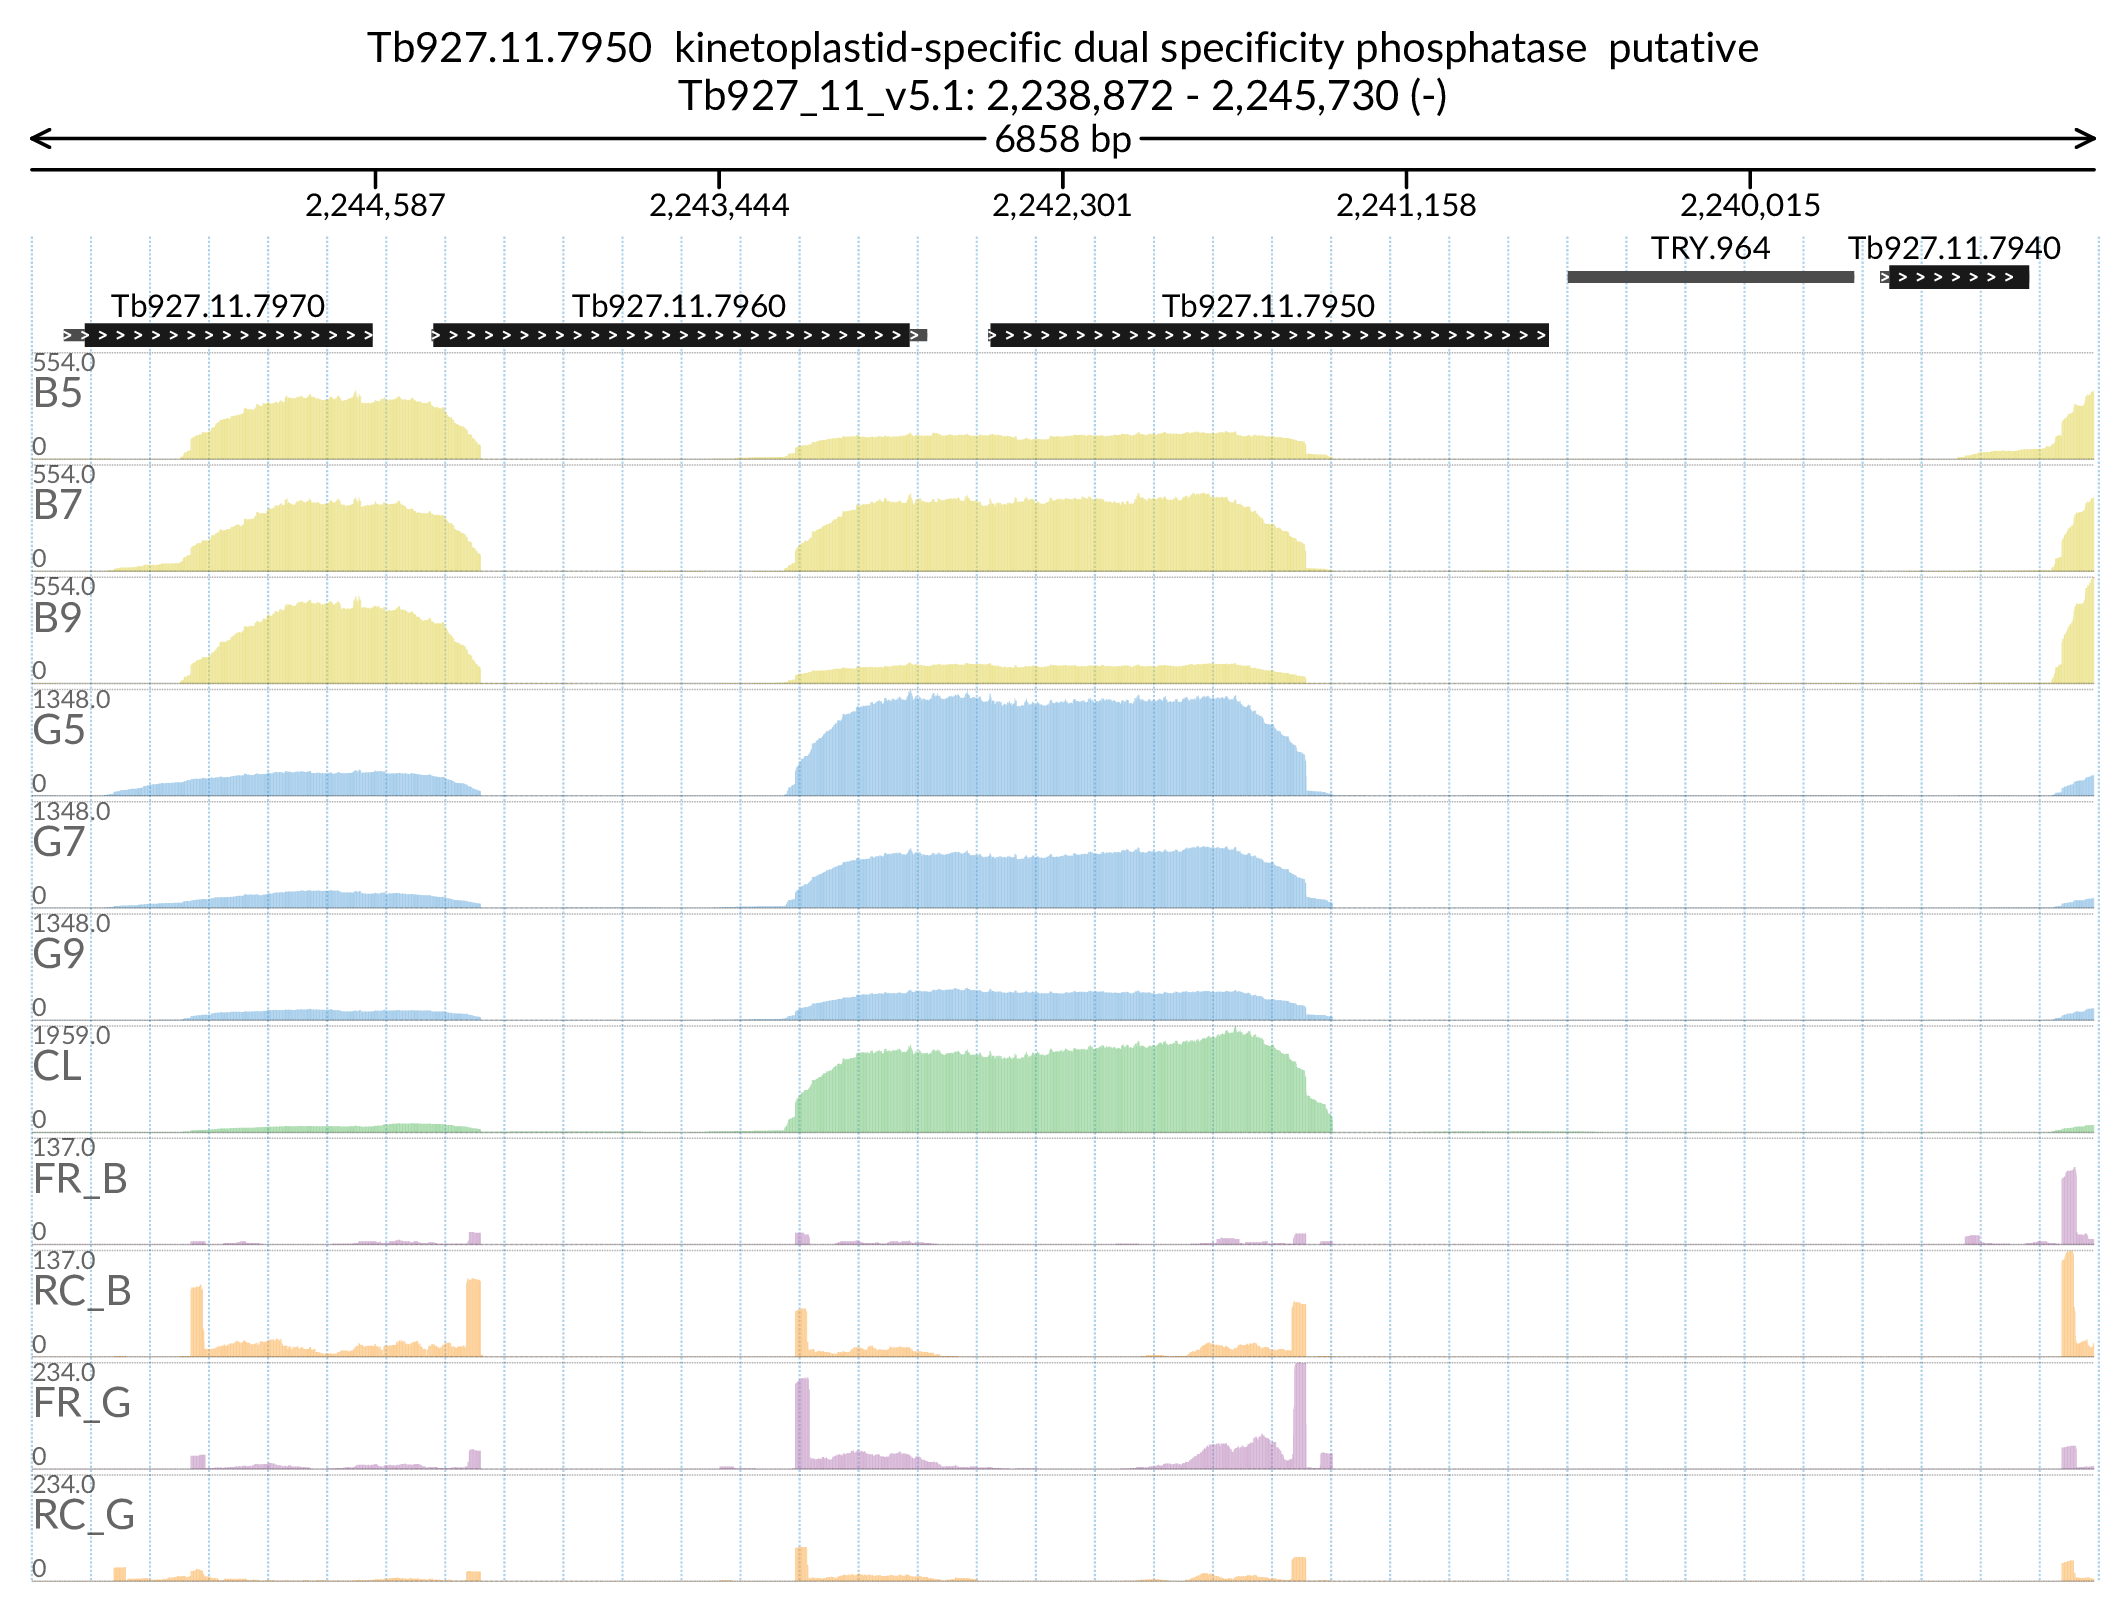 Tb927.11.7950  kinetoplastid-specific dual specificity phosphatase  putative
Tb927_11_v5.1: 2,238,872 - 2,245,730 (-)
6858 bp
2,244,587 2,243,444 2,242,301 2,241,158 2,240,015
TRY.964 Tb927.11.7940
Tb927.11.7970 Tb927.11.7960 Tb927.11.7950
554.0
B5
0
554.0
B7
0
554.0
B9
0
1348.0
G5
0
1348.0
G7
0
1348.0
G9
0
1959.0
CL
0
137.0
FR_B
0
137.0
RC_B
0
234.0
FR_G
0
234.0
RC_G
0